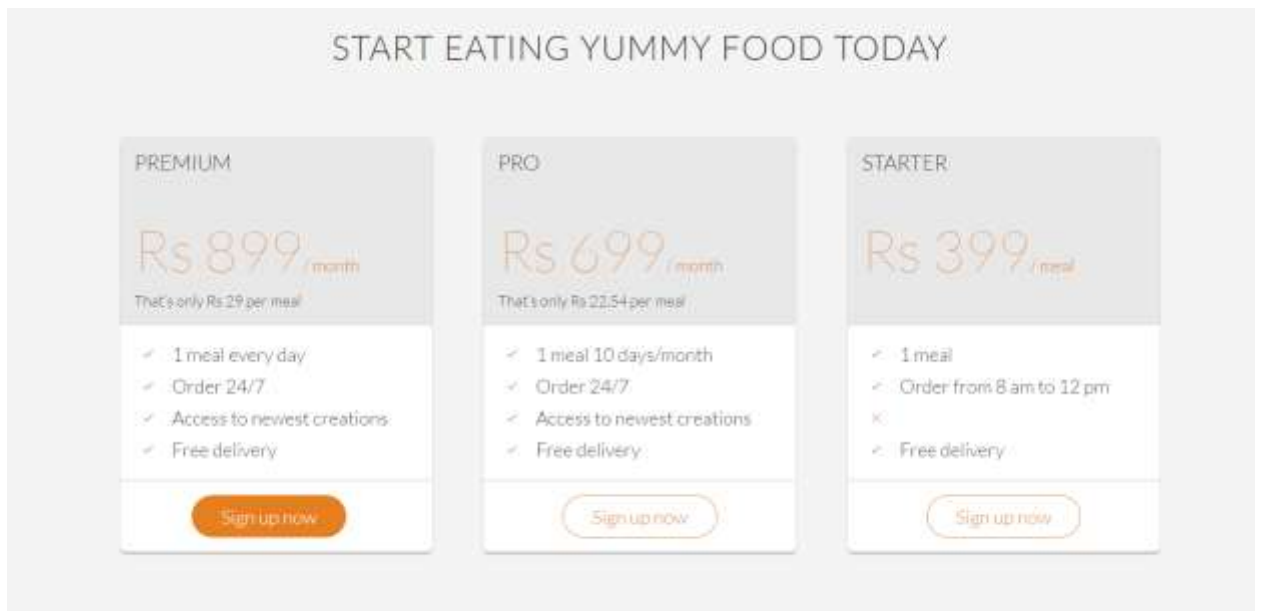 START EATING YUMMY FOOD TODAY
PREMIUM
Rs 899/month
That's only Rs 29 per meal
1 meal every day
Order 24/7
Access to newest creations
Free delivery
Sign up now
PRO
Rs 699/month
That's only Rs 22.54 per meal
1 meal 10 days/month
Order 24/7
Access to newest creations
Free delivery
Sign up now
STARTER
Rs 399/meal
1 meal
Order from 8 am to 12 pm
Free delivery
Sign up now